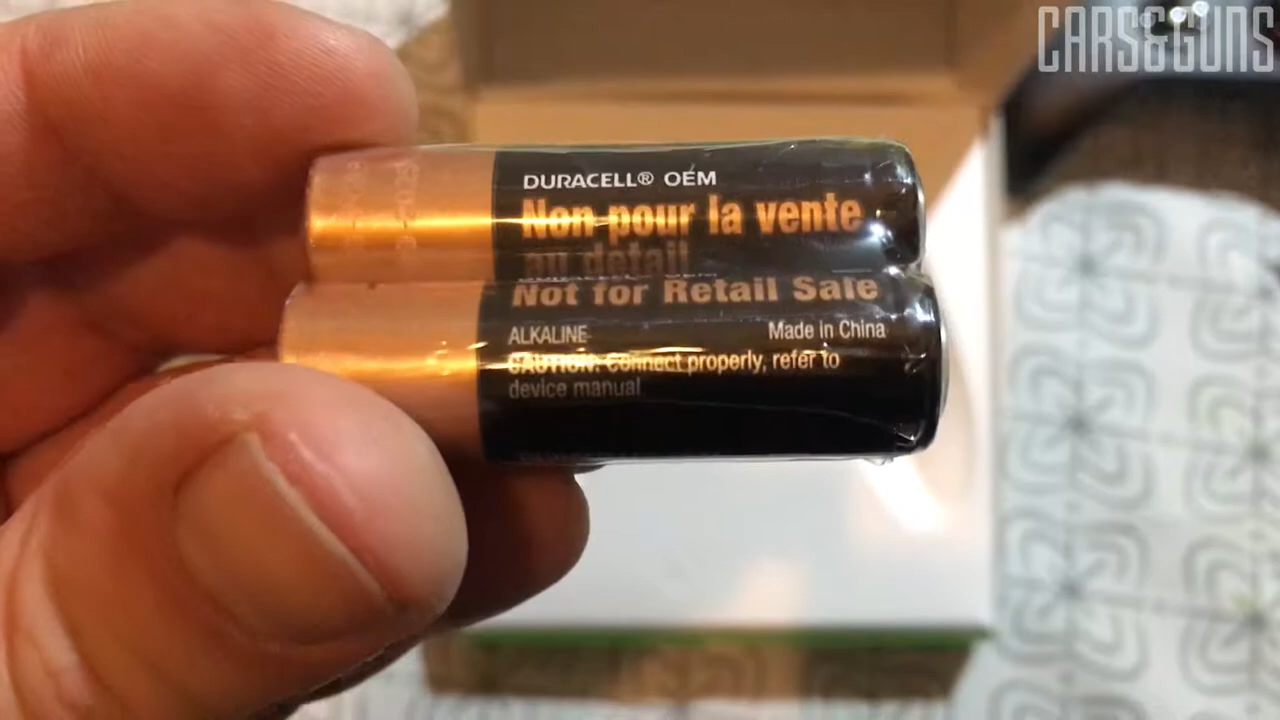 CARS&GUNS
DURACELL® OEM
Non pour la vente
au détail
Not for Retail Sale
ALKALINE
Made in China
CAUTION: Connect properly, refer to
device manual